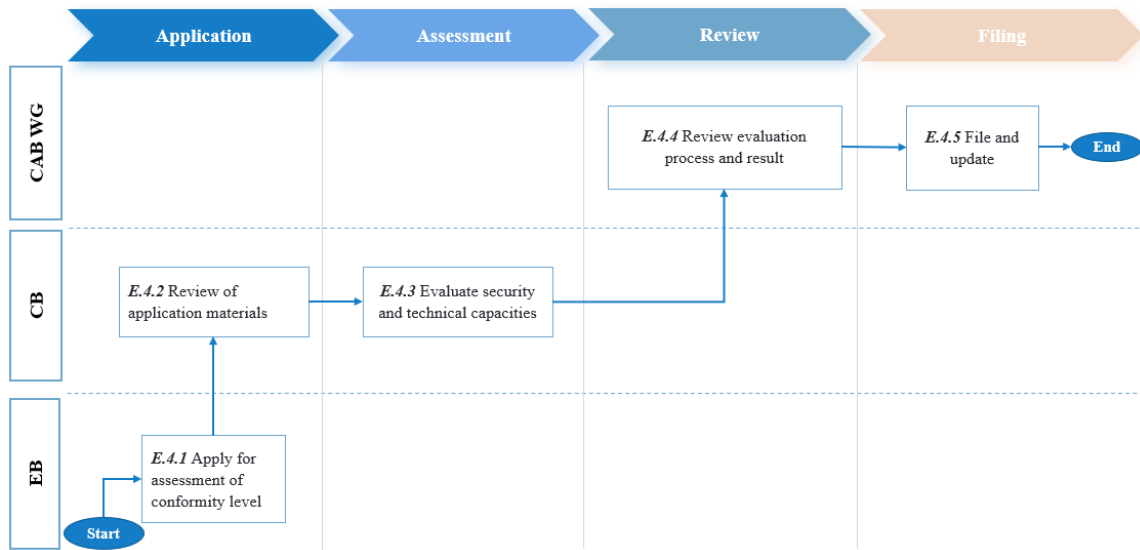 Application
Assessment
Review
Filing
CAB WG
E.4.4 Review evaluation
process and result
E.4.5 File and
update
End
CB
E.4.2 Review of
application materials
E.4.3 Evaluate security
and technical capacities
EB
E.4.1 Apply for
assessment of
conformity level
Start